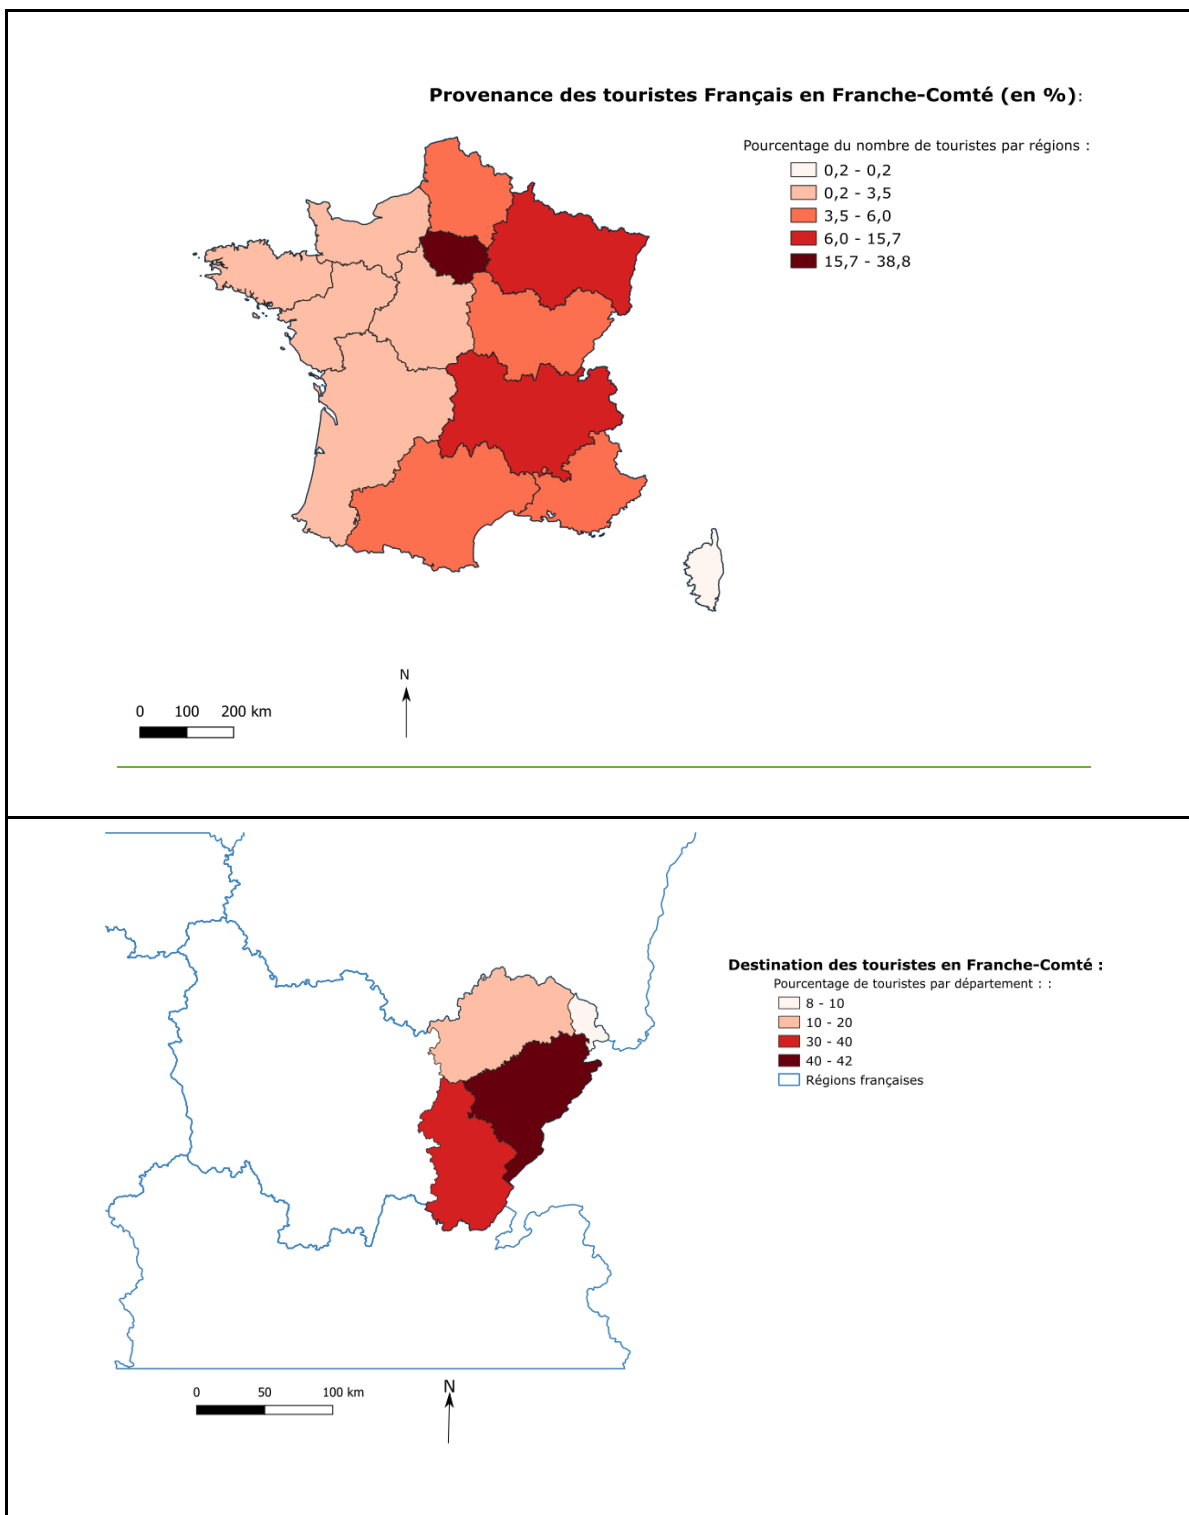 Provenance des touristes Français en Franche-Comté (en %):
Pourcentage du nombre de touristes par régions :
0,2 - 0,2
0,2 - 3,5
3,5 - 6,0
6,0 - 15,7
15,7 - 38,8
N
0 100 200 km
Destination des touristes en Franche-Comté :
Pourcentage de touristes par département : :
8 - 10
10 - 20
30 - 40
40 - 42
Régions françaises
0 50 100 km
N